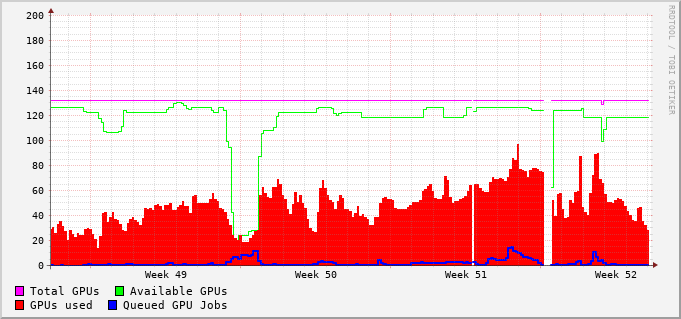 200
180
160
140
120
100
80
60
40
20
0
Week 49 Week 50 Week 51 Week 52
Total GPUs Available GPUs
GPUs used Queued GPU Jobs
RRDTOOL / TOBI OETIKER